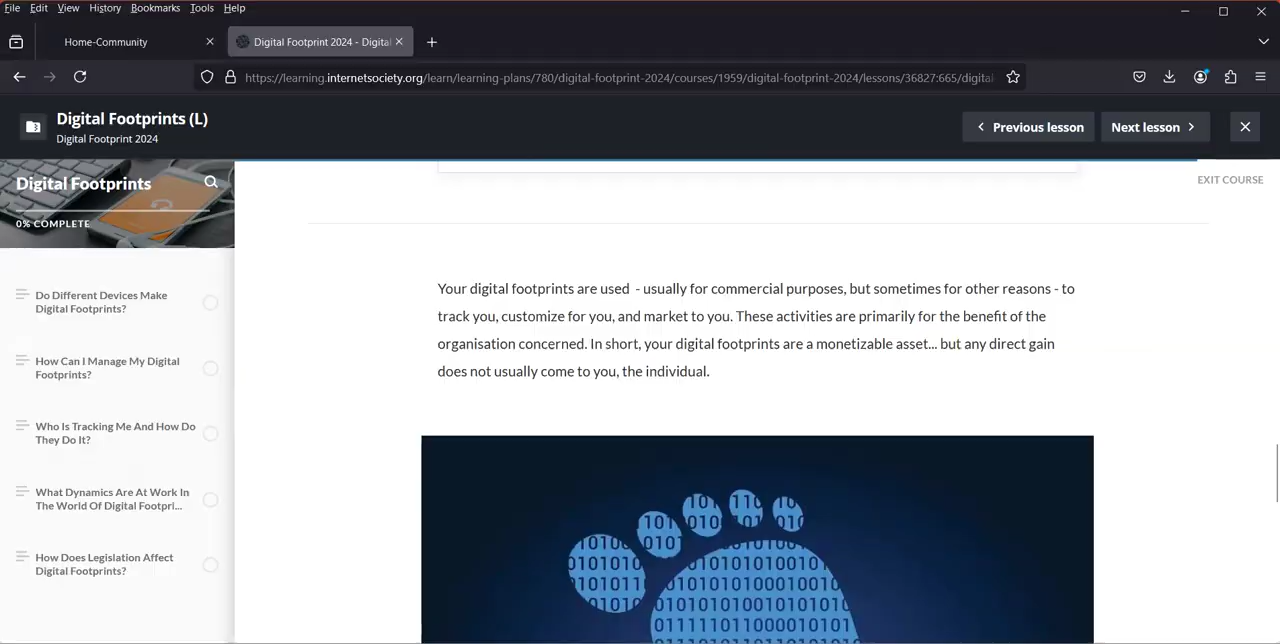 File Edit View History Bookmarks Tools Help
Home-Community
Digital Footprint 2024 - Digital
https://learning.internetsociety.org/learn/learning-plans/780/digital-footprint-2024/courses/1959/digital-footprint-2024/lessons/36827:665/digita
Digital Footprints (L)
Digital Footprint 2024
Previous lesson
Next lesson
Digital Footprints
0% COMPLETE
EXIT COURSE
Do Different Devices Make
Digital Footprints?
How Can I Manage My Digital
Footprints?
Who Is Tracking Me And How Do
They Do It?
What Dynamics Are At Work In
The World Of Digital Footpri...
How Does Legislation Affect
Digital Footprints?
Your digital footprints are used - usually for commercial purposes, but sometimes for other reasons - to
track you, customize for you, and market to you. These activities are primarily for the benefit of the
organisation concerned. In short, your digital footprints are a monetizable asset... but any direct gain
does not usually come to you, the individual.